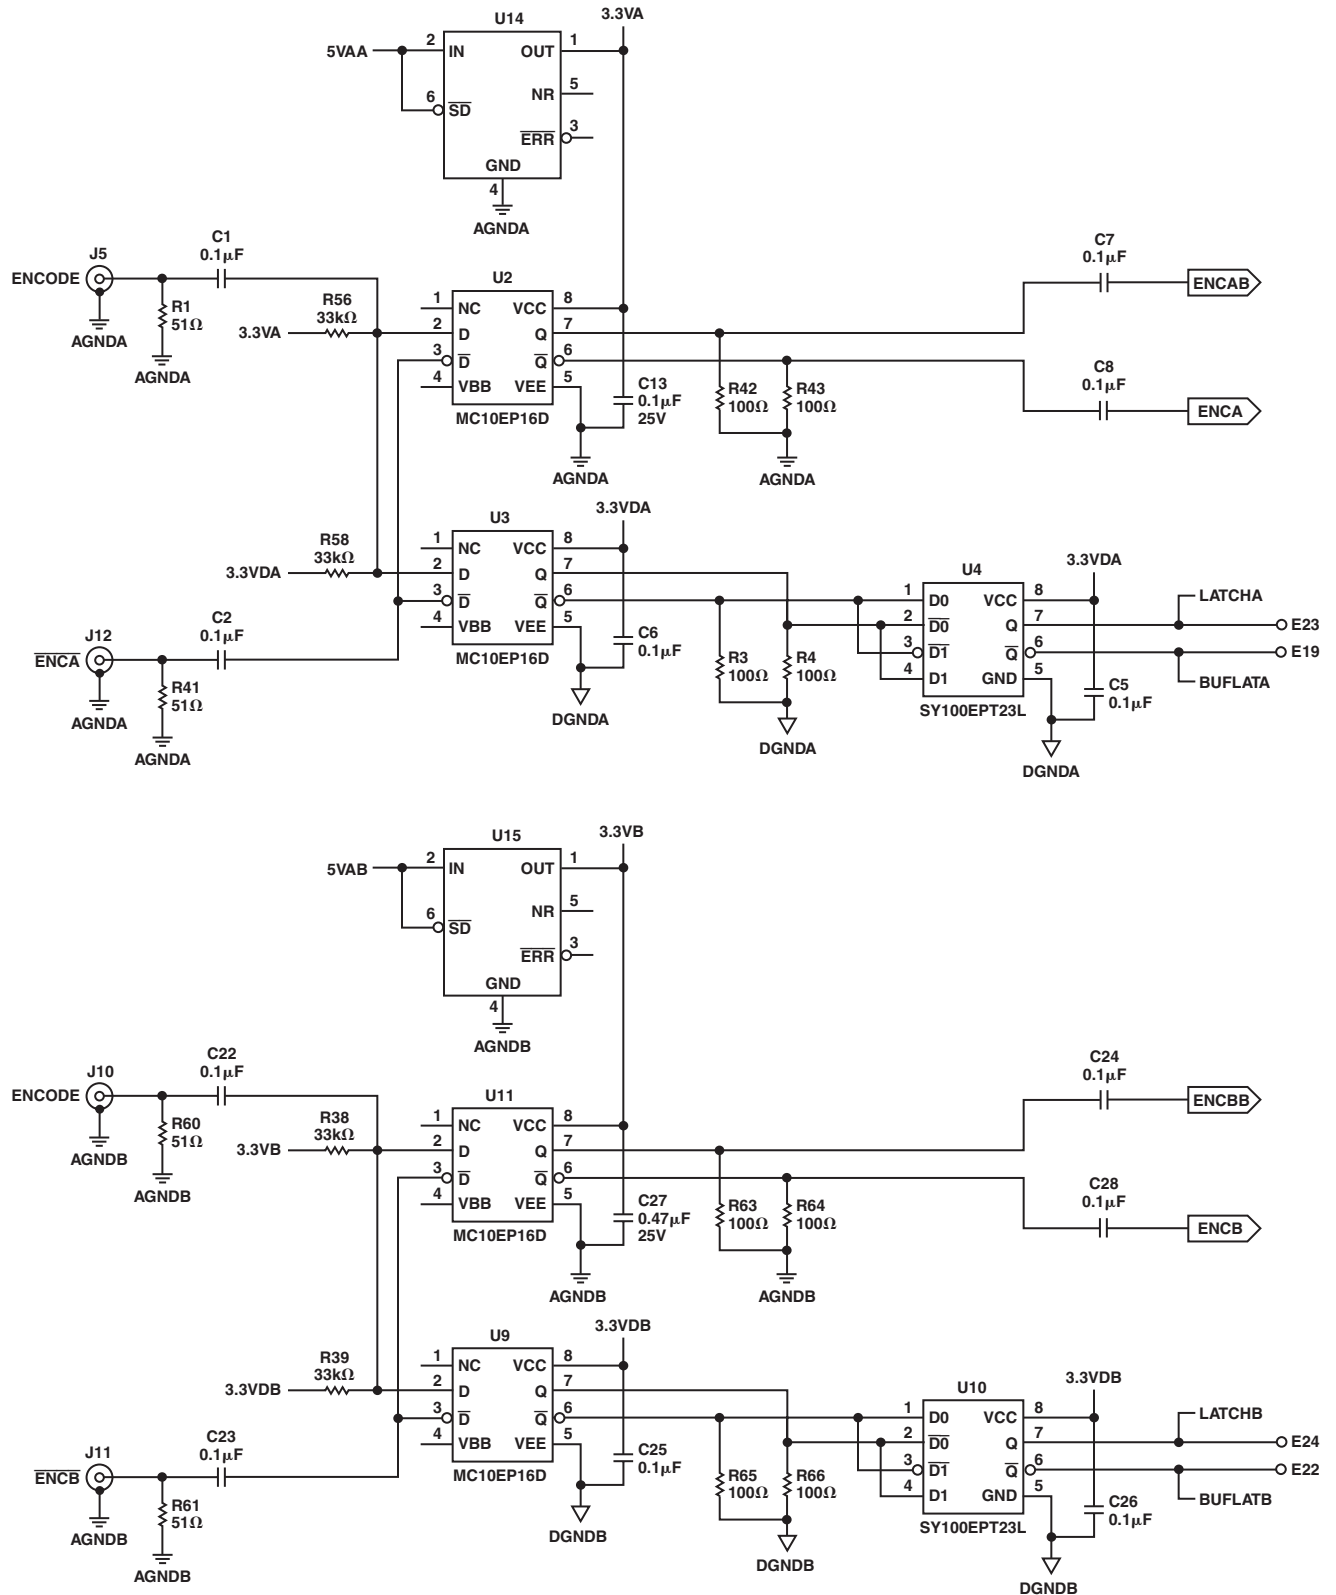 U14
3.3VA
5VAA
2
IN
OUT
1
NR
5
6
SD
ERR
3
GND
4
AGNDA
J5
ENCODE
AGNDA
C1
0.1µF
R1
51Ω
AGNDA
R56
33kΩ
3.3VA
U2
1
NC
VCC
8
2
D
Q
7
3
D
Q
6
4
VBB
VEE
5
MC10EP16D
C13
0.1µF
25V
AGNDA
R42
100Ω
R43
100Ω
AGNDA
C7
0.1µF
ENCAB
C8
0.1µF
ENCA
3.3VDA
U3
R58
33kΩ
3.3VDA
1
NC
VCC
8
2
D
Q
7
3
D
Q
6
4
VBB
VEE
5
MC10EP16D
C6
0.1µF
DGNDA
J12
ENCA
AGNDA
C2
0.1µF
R41
51Ω
AGNDA
R3
100Ω
R4
100Ω
DGNDA
U4
3.3VDA
1
D0
VCC
8
2
D0
Q
7
3
D1
Q
6
4
D1
GND
5
SY100EPT23L
C5
0.1µF
DGNDA
LATCHA
E23
E19
BUFLATA
U15
3.3VB
5VAB
2
IN
OUT
1
NR
5
6
SD
ERR
3
GND
4
AGNDB
J10
ENCODE
AGNDB
C22
0.1µF
R60
51Ω
AGNDB
R38
33kΩ
3.3VB
U11
1
NC
VCC
8
2
D
Q
7
3
D
Q
6
4
VBB
VEE
5
MC10EP16D
C27
0.47µF
25V
AGNDB
R63
100Ω
R64
100Ω
AGNDB
C24
0.1µF
ENCBB
C28
0.1µF
ENCB
3.3VDB
U9
R39
33kΩ
3.3VDB
1
NC
VCC
8
2
D
Q
7
3
D
Q
6
4
VBB
VEE
5
MC10EP16D
C25
0.1µF
DGNDB
J11
ENCB
AGNDB
C23
0.1µF
R61
51Ω
AGNDB
R65
100Ω
R66
100Ω
DGNDB
U10
3.3VDB
1
D0
VCC
8
2
D0
Q
7
3
D1
Q
6
4
D1
GND
5
SY100EPT23L
C26
0.1µF
DGNDB
LATCHB
E24
E22
BUFLATB